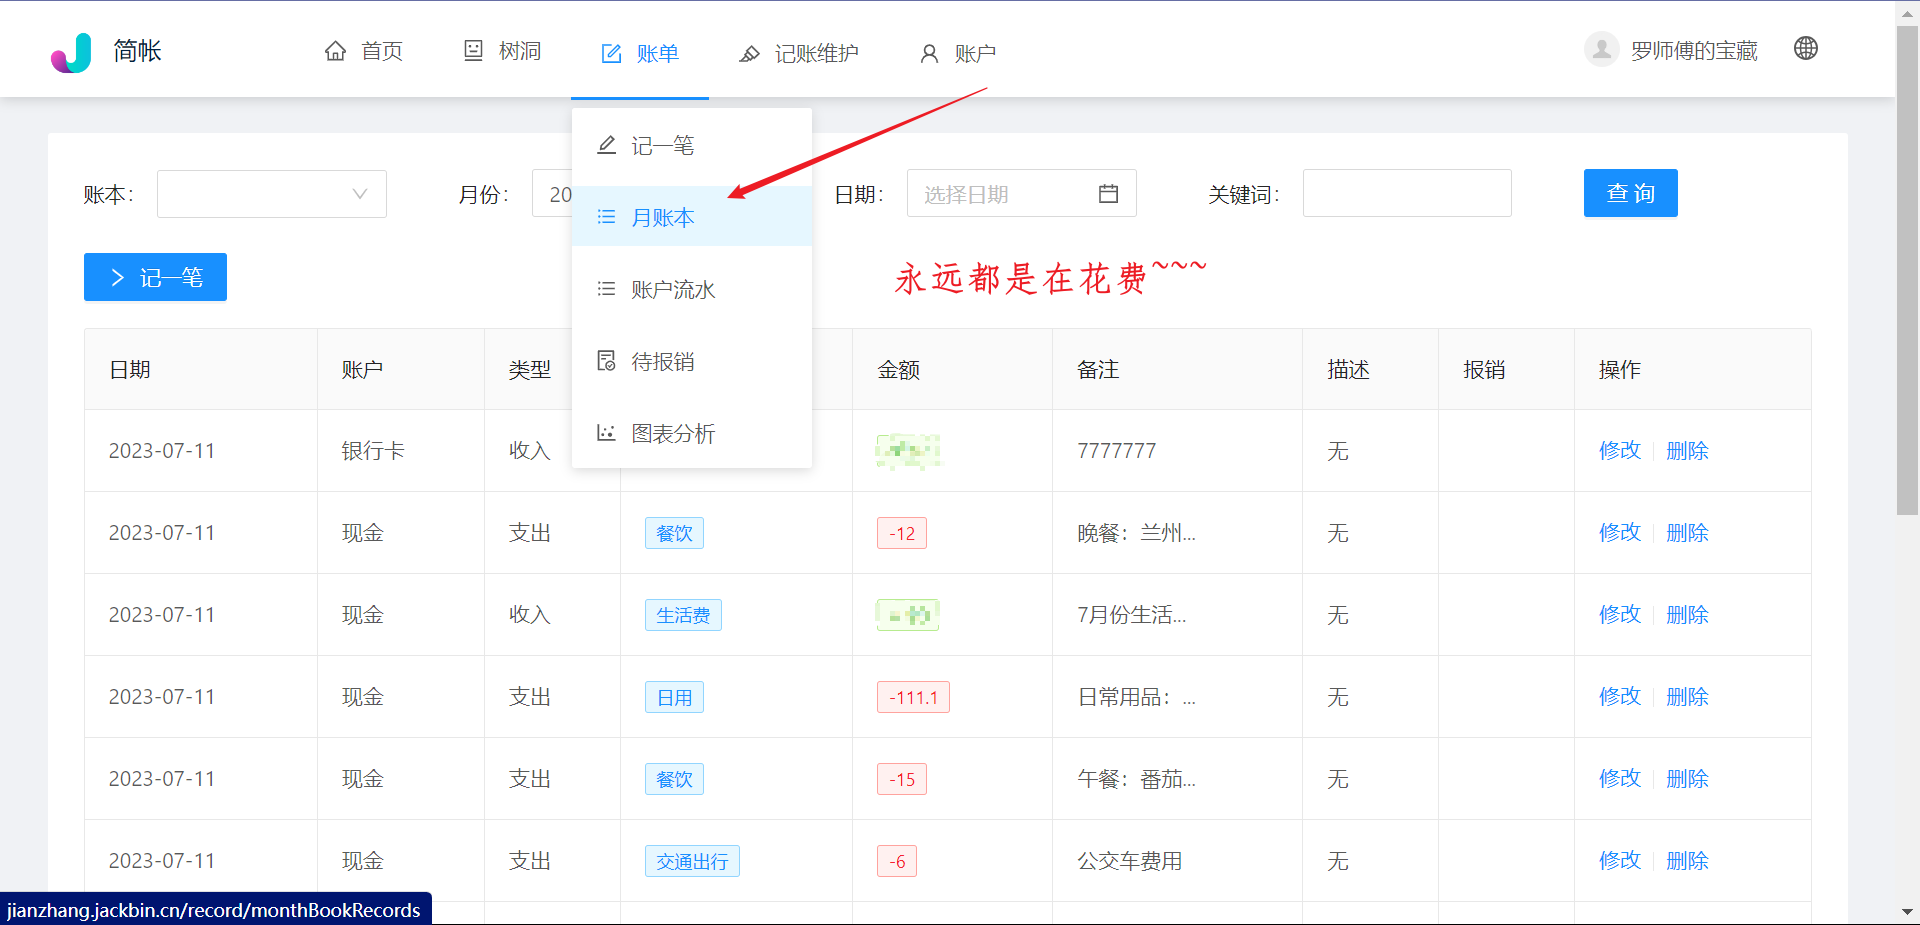 简帐
首页
树洞
账单
记账维护
账户
罗师傅的宝藏
记一笔
月账本
账户流水
待报销
图表分析
账本：
月份：
20
日期：
选择日期
关键词：
查 询
记一笔
永远都是在花费~~~
日期 账户 类型 金额 备注 描述 报销 操作
2023-07-11 银行卡 收入 7777777 无 修改 删除
2023-07-11 现金 支出 餐饮 -12 晚餐：兰州... 无 修改 删除
2023-07-11 现金 收入 生活费 7月份生活... 无 修改 删除
2023-07-11 现金 支出 日用 -111.1 日常用品：... 无 修改 删除
2023-07-11 现金 支出 餐饮 -15 午餐：番茄... 无 修改 删除
2023-07-11 现金 支出 交通出行 -6 公交车费用 无 修改 删除
jianzhang.jackbin.cn/record/monthBookRecords